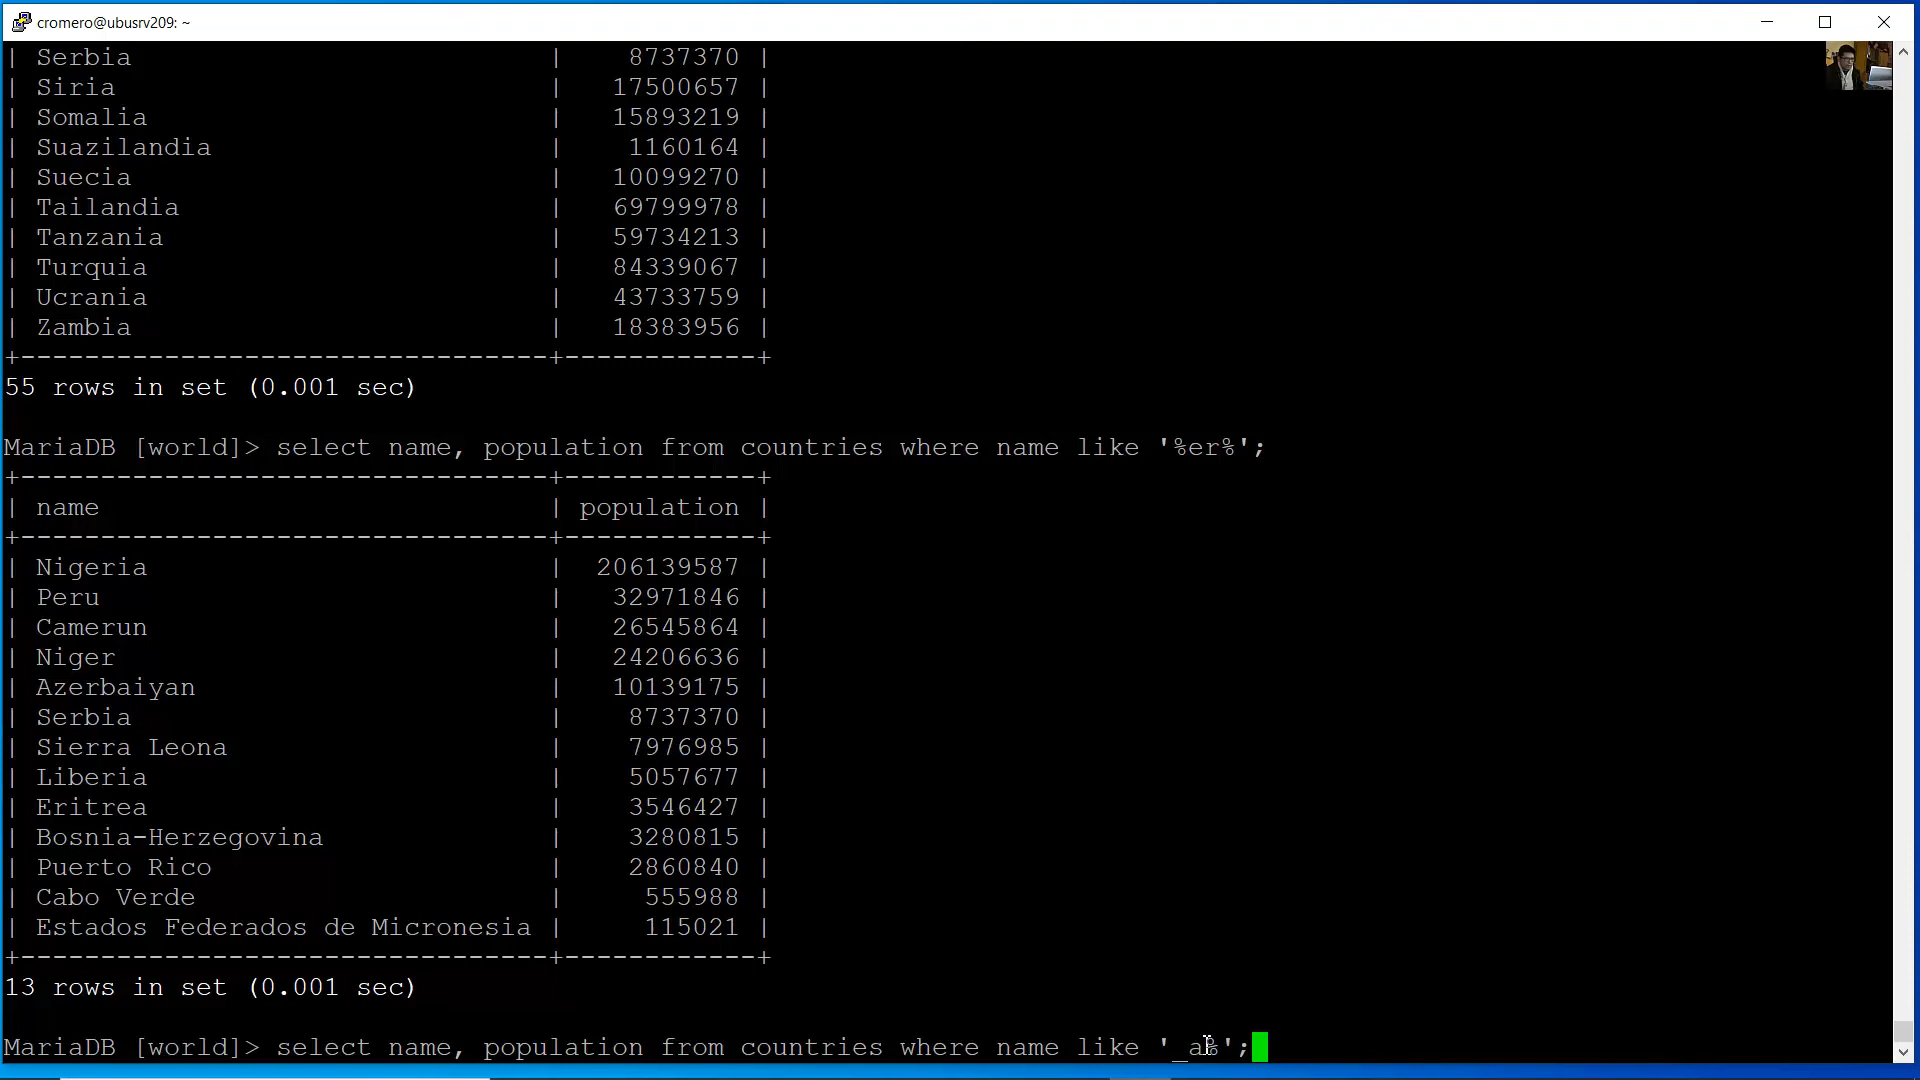 cromero@ubusrv209: ~
| Serbia | 8737370 |
| Siria | 17500657 |
| Somalia | 15893219 |
| Suazilandia | 1160164 |
| Suecia | 10099270 |
| Tailandia | 69799978 |
| Tanzania | 59734213 |
| Turquia | 84339067 |
| Ucrania | 43733759 |
| Zambia | 18383956 |
+---------------------------------+------------+
55 rows in set (0.001 sec)
MariaDB [world]> select name, population from countries where name like '%er%';
+---------------------------------+------------+
| name | population |
+---------------------------------+------------+
| Nigeria | 206139587 |
| Peru | 32971846 |
| Camerun | 26545864 |
| Niger | 24206636 |
| Azerbaiyan | 10139175 |
| Serbia | 8737370 |
| Sierra Leona | 7976985 |
| Liberia | 5057677 |
| Eritrea | 3546427 |
| Bosnia-Herzegovina | 3280815 |
| Puerto Rico | 2860840 |
| Cabo Verde | 555988 |
| Estados Federados de Micronesia | 115021 |
+---------------------------------+------------+
13 rows in set (0.001 sec)
MariaDB [world]> select name, population from countries where name like '_a%';